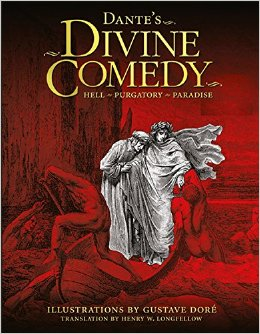 DANTE'S
DIVINE
COMEDY
HELL ~ PURGATORY ~ PARADISE
ILLUSTRATIONS BY GUSTAVE DORÉ
TRANSLATION BY HENRY W. LONGFELLOW